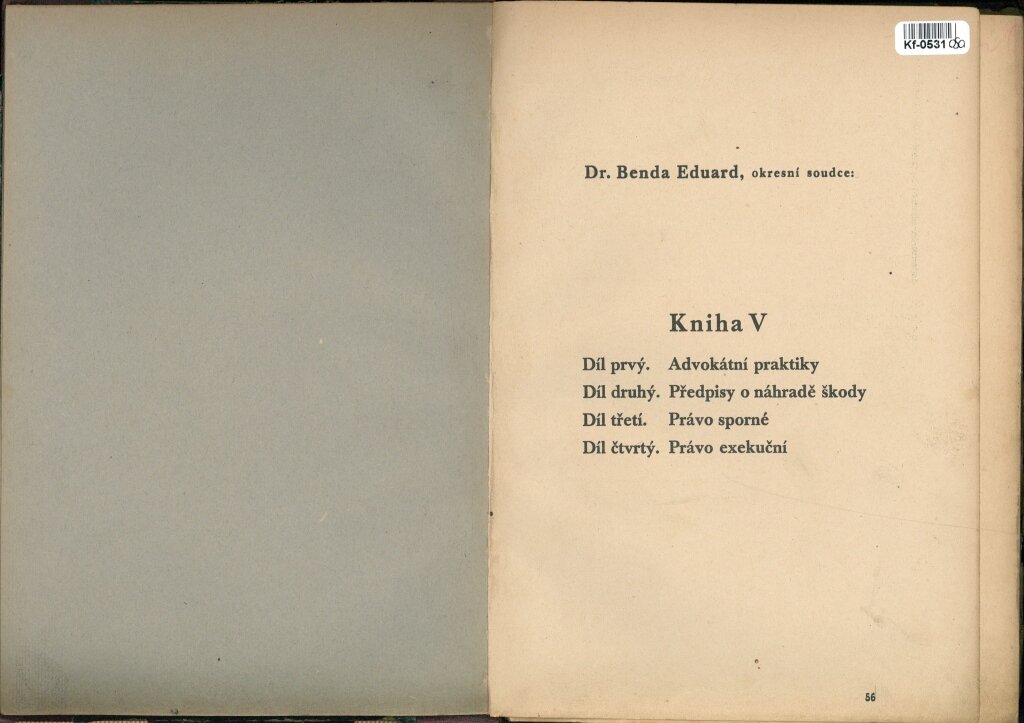 Kf-0531
Dr. Benda Eduard, okresní soudce:
Kniha V
Díl prvý. Advokátní praktiky
Díl druhý. Předpisy o náhradě škody
Díl třetí. Právo sporné
Díl čtvrtý. Právo exekuční
56